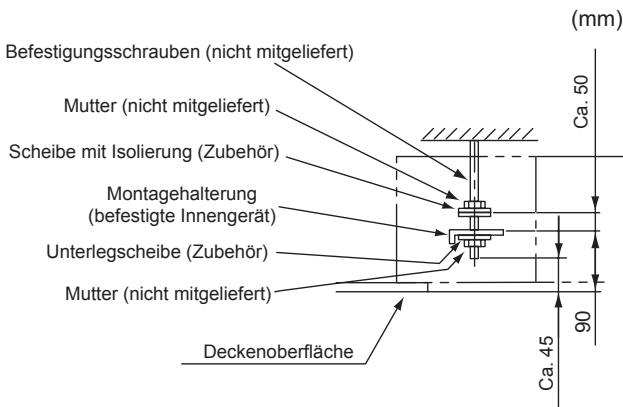 (mm)
Befestigungsschrauben (nicht mitgeliefert)
Ca. 50
Mutter (nicht mitgeliefert)
Scheibe mit Isolierung (Zubehör)
Montagehalterung
(befestigte Innengerät)
Unterlegscheibe (Zubehör)
Mutter (nicht mitgeliefert)
90
Deckenoberfläche
Ca. 45